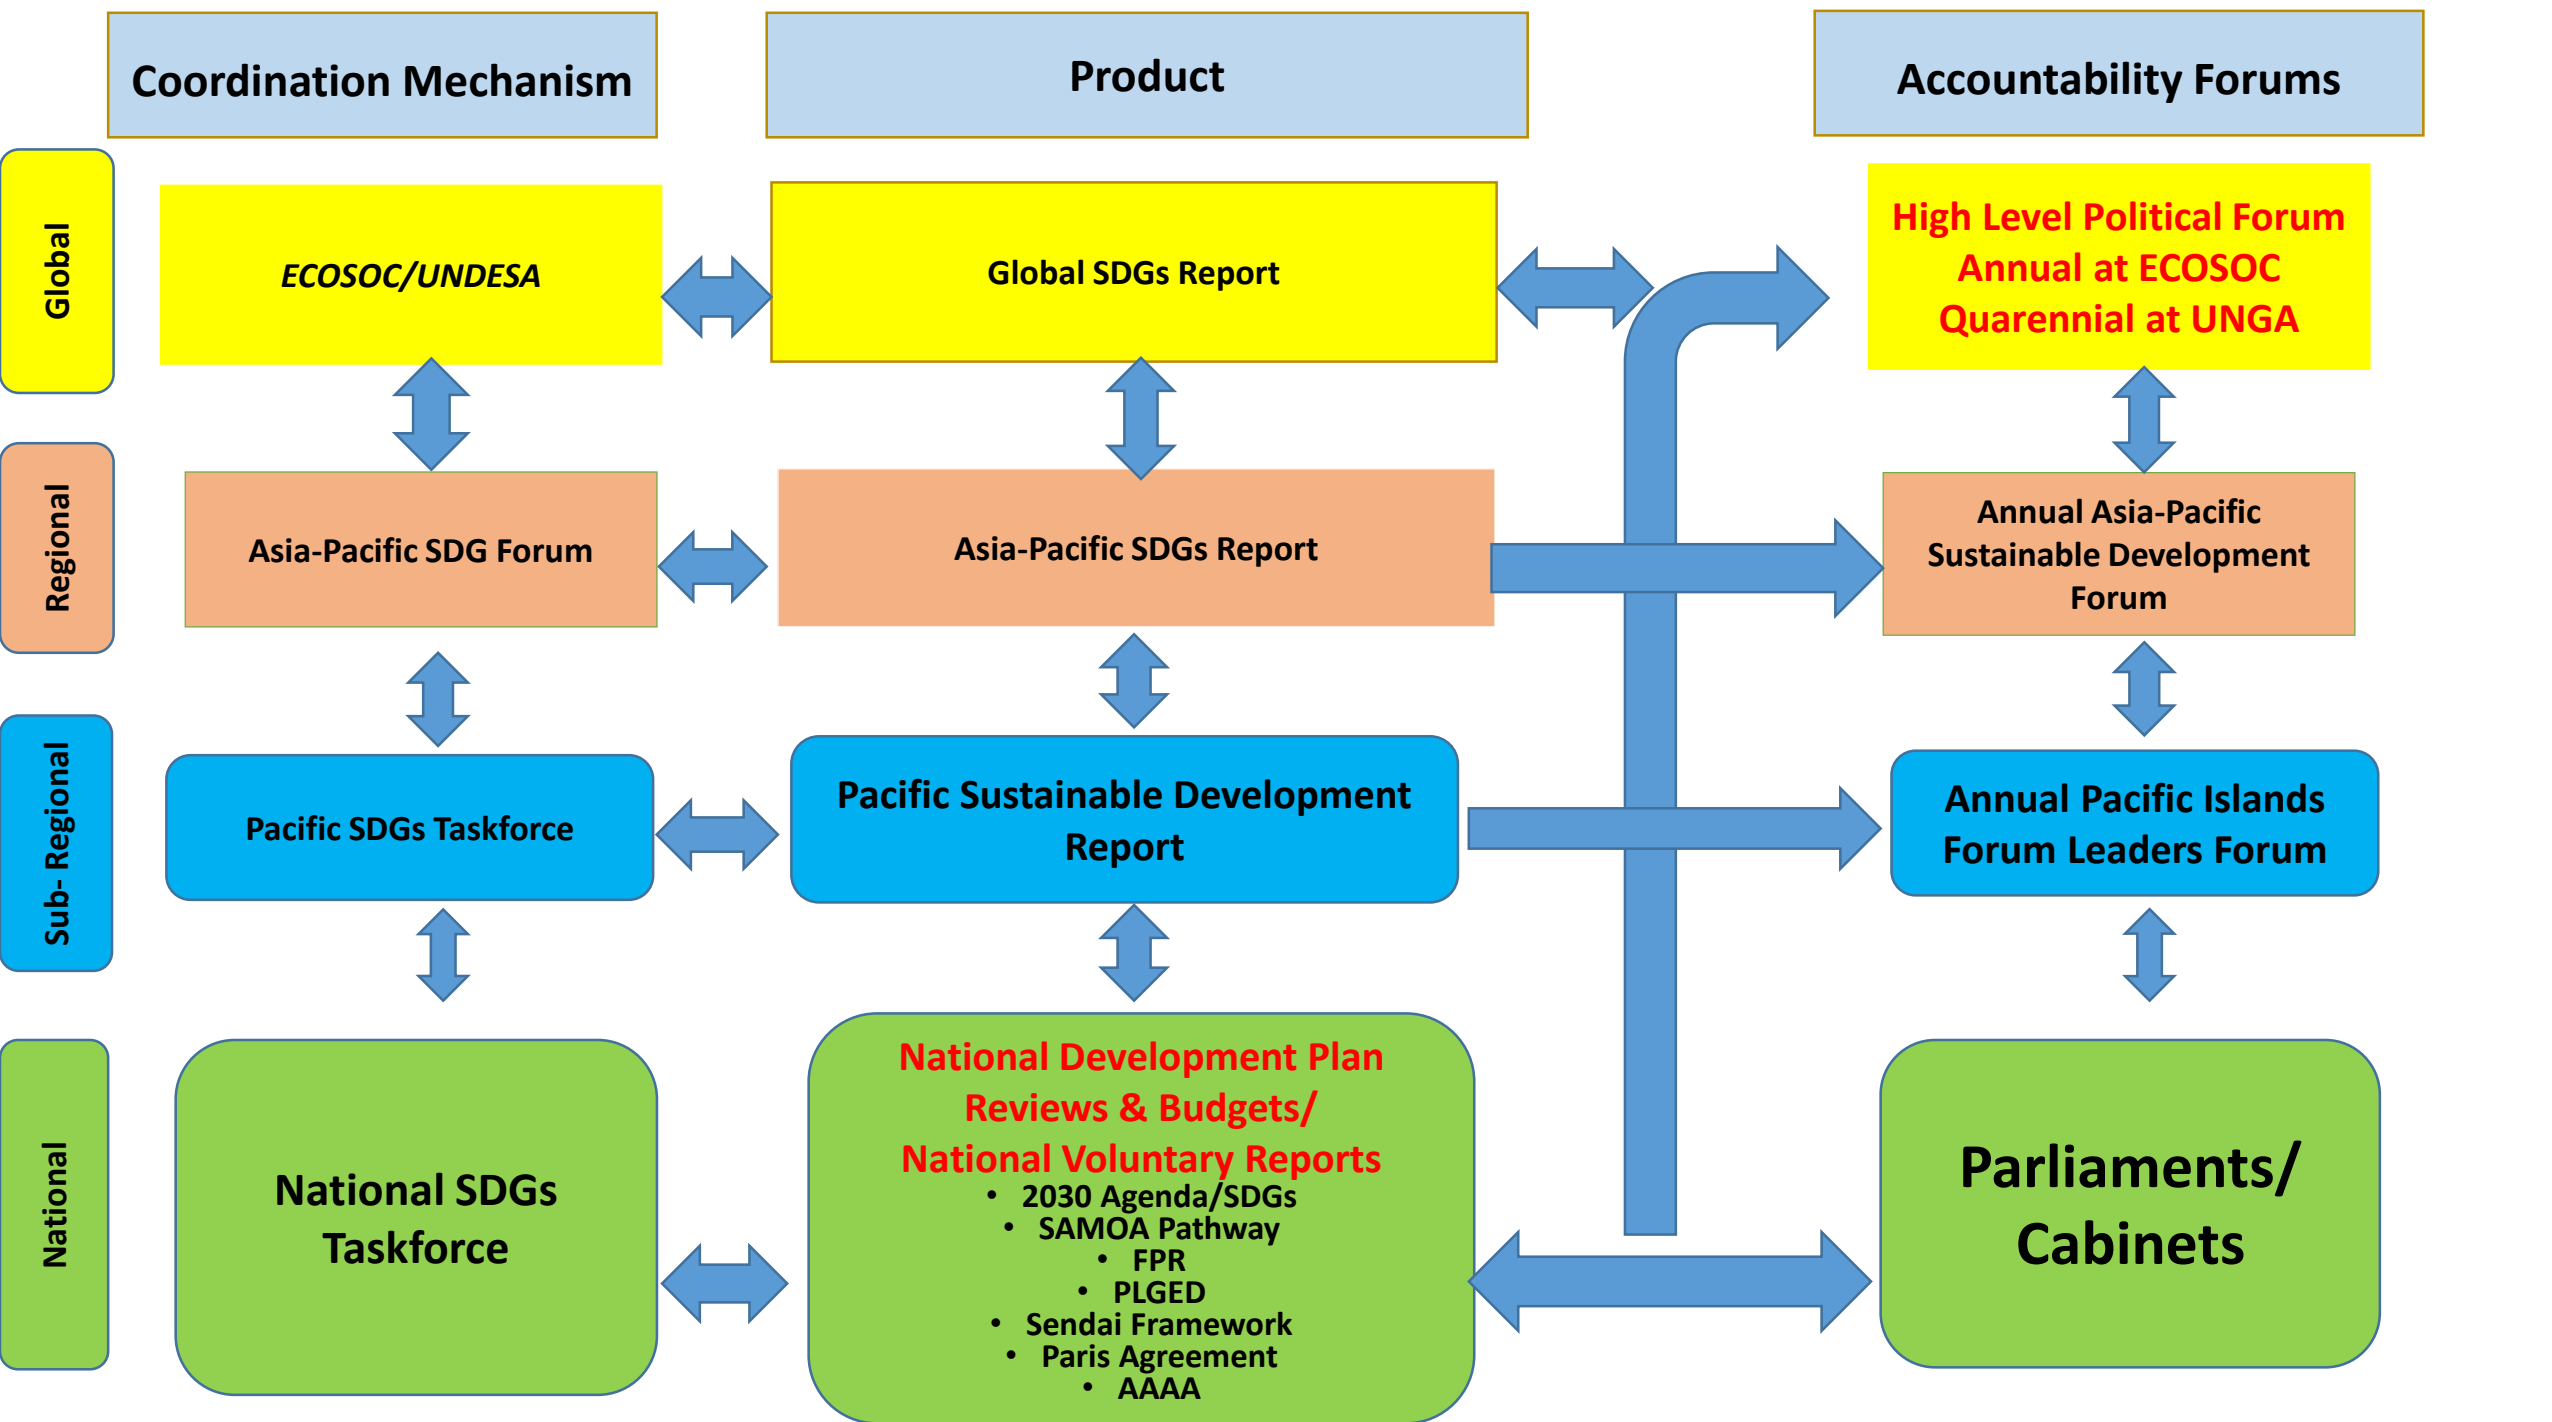 Coordination Mechanism
Product
Accountability Forums
Global
ECOSOC/UNDESA
Global SDGs Report
High Level Political Forum
Annual at ECOSOC
Quarennial at UNGA
Regional
Asia-Pacific SDG Forum
Asia-Pacific SDGs Report
Annual Asia-Pacific
Sustainable Development
Forum
Sub- Regional
Pacific SDGs Taskforce
Pacific Sustainable Development
Report
Annual Pacific Islands
Forum Leaders Forum
National
National SDGs
Taskforce
National Development Plan
Reviews & Budgets/
National Voluntary Reports
• 2030 Agenda/SDGs
• SAMOA Pathway
• FPR
• PLGED
• Sendai Framework
• Paris Agreement
• AAAA
Parliaments/
Cabinets